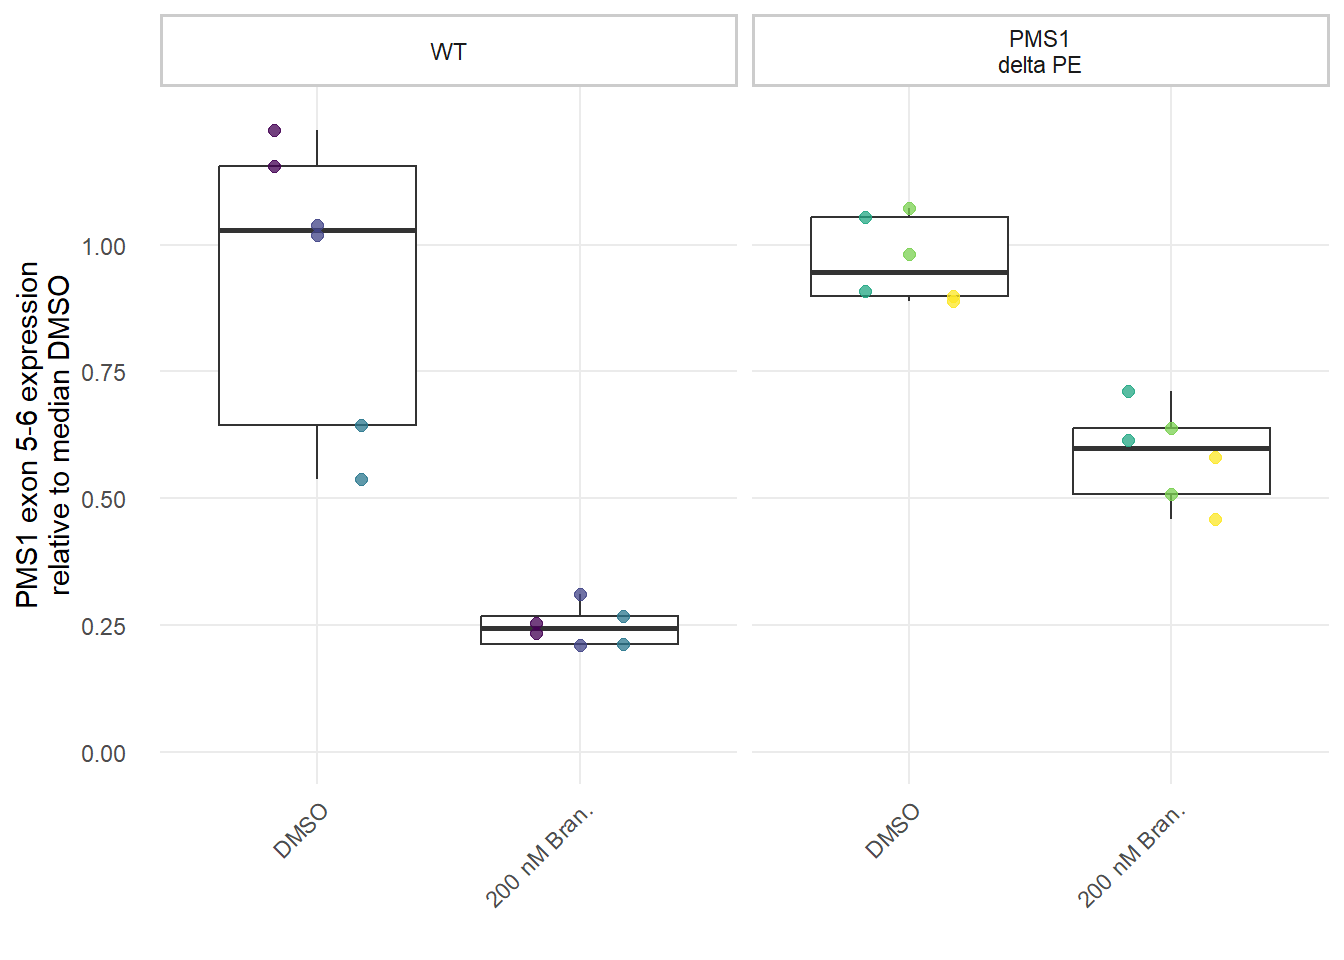 WT
PMS1
delta PE
PMS1 exon 5-6 expression
relative to median DMSO
1.00
0.75
0.50
0.25
0.00
DMSO
200 nM Bran.
DMSO
200 nM Bran.